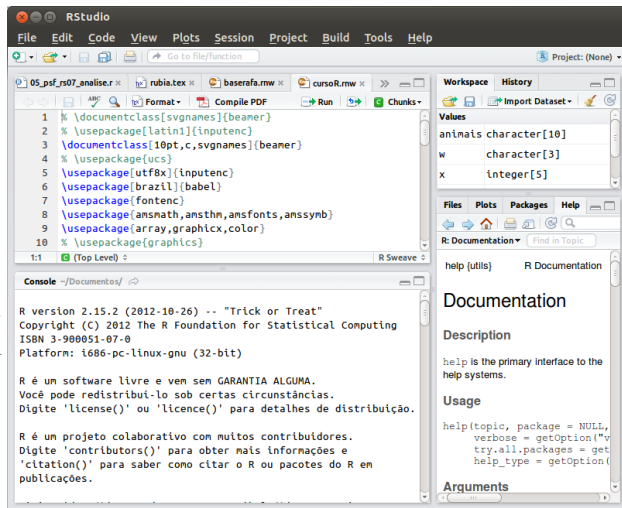 RStudio
File Edit Code View Plots Session Project Build Tools Help
Go to file/function
Project: (None)
05_psf_rs07_analise.r
rubia.tex
baserafa.rnw
cursoR.rnw
ABC
Format
Compile PDF
Run
Chunks
1 % \documentclass[svgnames]{beamer}
2 % \usepackage[latin1]{inputenc}
3 \documentclass[10pt,c,svgnames]{beamer}
4 % \usepackage{ucs}
5 \usepackage[utf8x]{inputenc}
6 \usepackage[brazil]{babel}
7 \usepackage{fontenc}
8 \usepackage{amsmath,amsthm,amsfonts,amssymb}
9 \usepackage{array,graphicx,color}
10 % \usepackage{graphics}
1:1 (Top Level) R Sweave
Console ~/Documentos/
R version 2.15.2 (2012-10-26) -- "Trick or Treat"
Copyright (C) 2012 The R Foundation for Statistical Computing
ISBN 3-900051-07-0
Platform: i686-pc-linux-gnu (32-bit)
R é um software livre e vem sem GARANTIA ALGUMA.
Você pode redistribuí-lo sob certas circunstâncias.
Digite 'license()' ou 'licence()' para detalhes de distribuição.
R é um projeto colaborativo com muitos contribuidores.
Digite 'contributors()' para obter mais informações e
'citation()' para saber como citar o R ou pacotes do R em
publicações.
Workspace History
Import Dataset
Values
animais character[10]
w character[3]
x integer[5]
Files Plots Packages Help
R: Documentation Find in Topic
help {utils} R Documentation
Documentation
Description
help is the primary interface to the
help systems.
Usage
help(topic, package = NULL,
verbose = getOption("v
try.all.packages = get
help_type = getOption(
Arguments